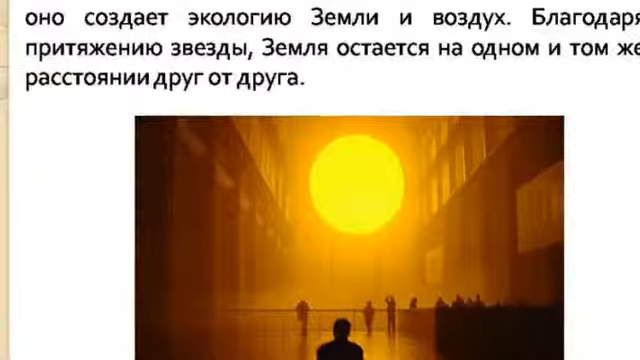 оно создает экологию Земли и воздух. Благодаря
притяжению звезды, Земля остается на одном и том же
расстоянии друг от друга.